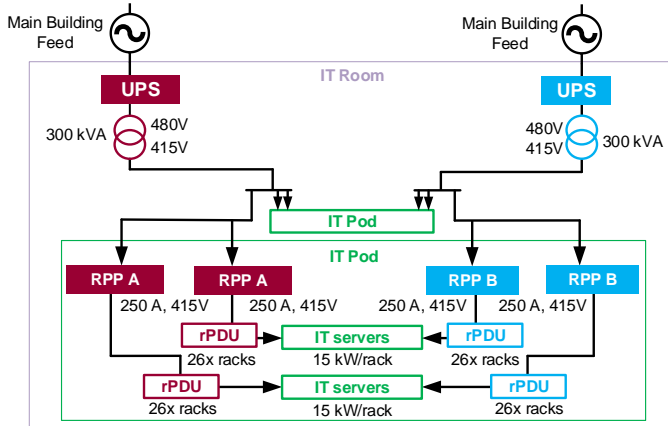 Main Building
Feed
Main Building
Feed
IT Room
UPS
UPS
300 kVA
480V
415V
480V
415V
300 kVA
IT Pod
IT Pod
RPP A
RPP A
RPP B
RPP B
250 A, 415V
250 A, 415V
250 A, 415V
250 A, 415V
rPDU
IT servers
rPDU
26x racks
15 kW/rack
26x racks
rPDU
IT servers
rPDU
26x racks
15 kW/rack
26x racks